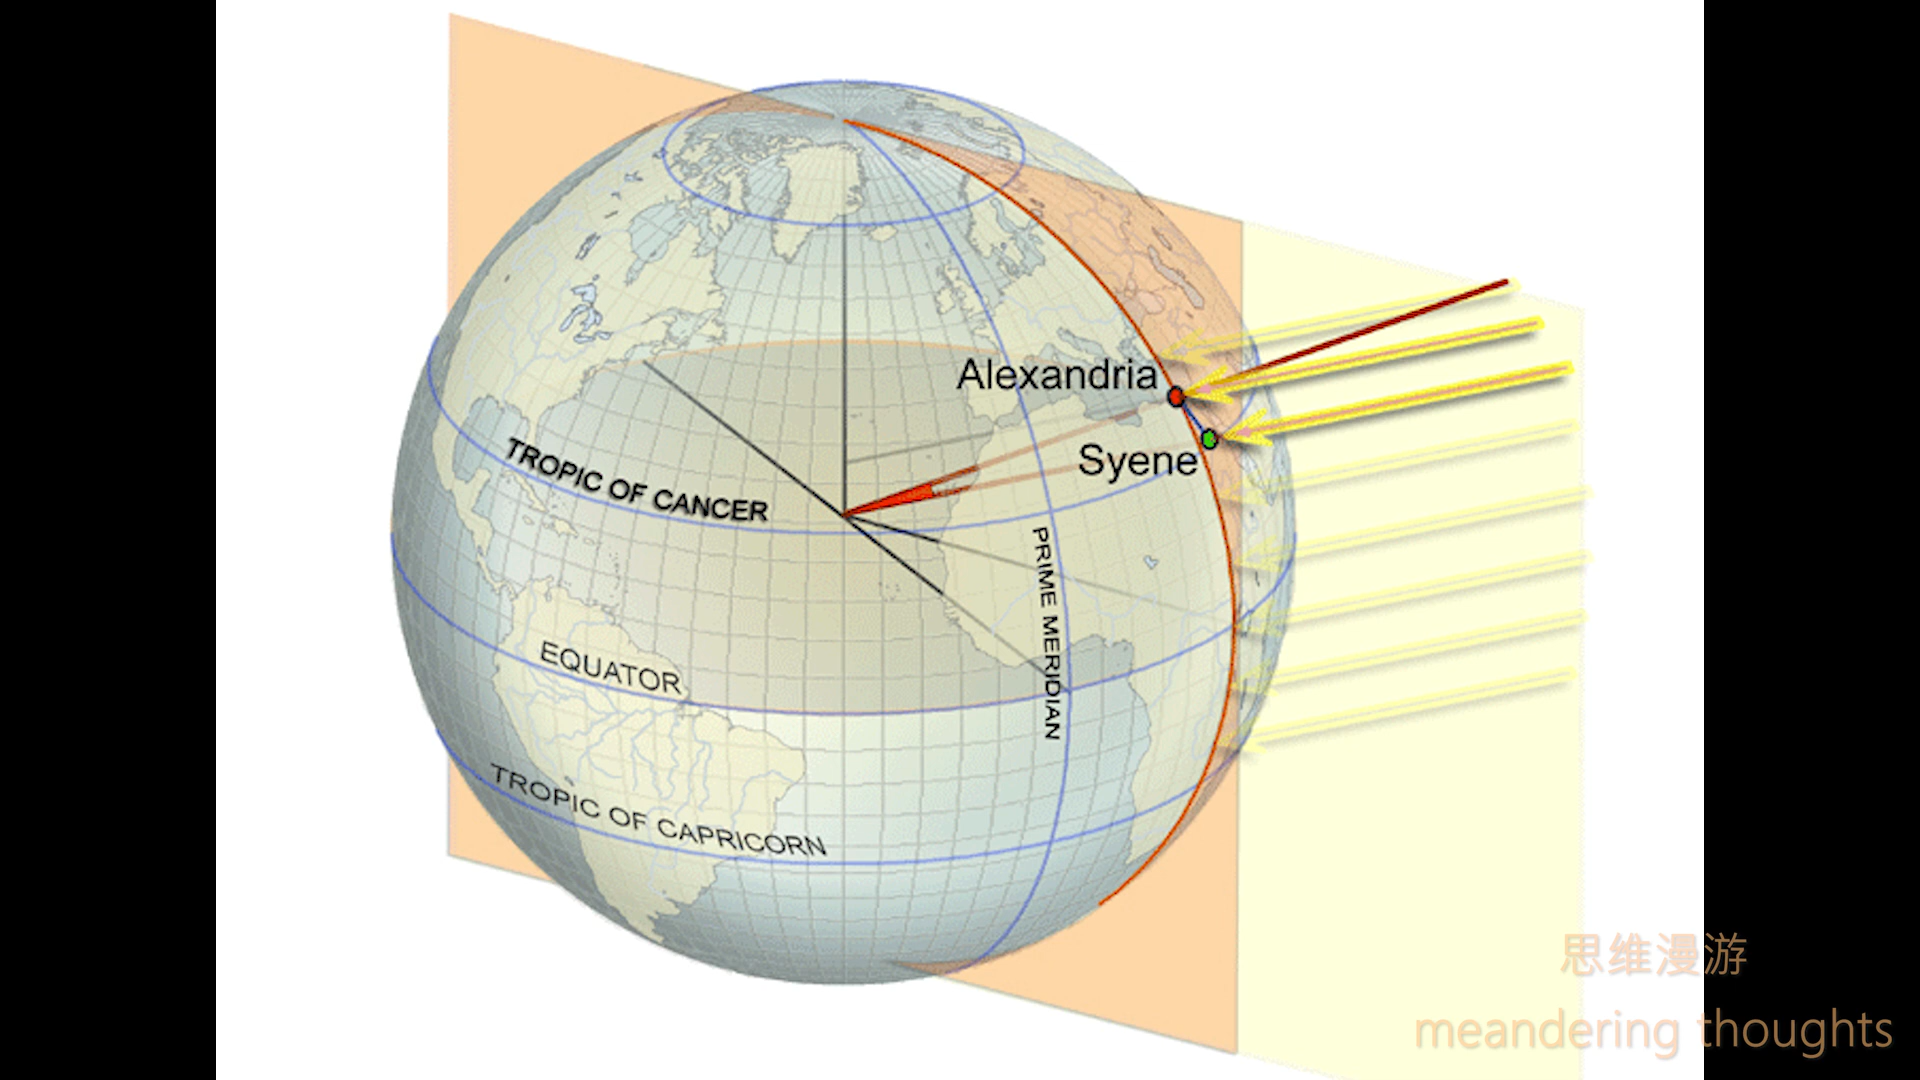 Alexandria
Syene
TROPIC OF CANCER
PRIME MERIDIAN
EQUATOR
TROPIC OF CAPRICORN
思维漫游
meandering thoughts